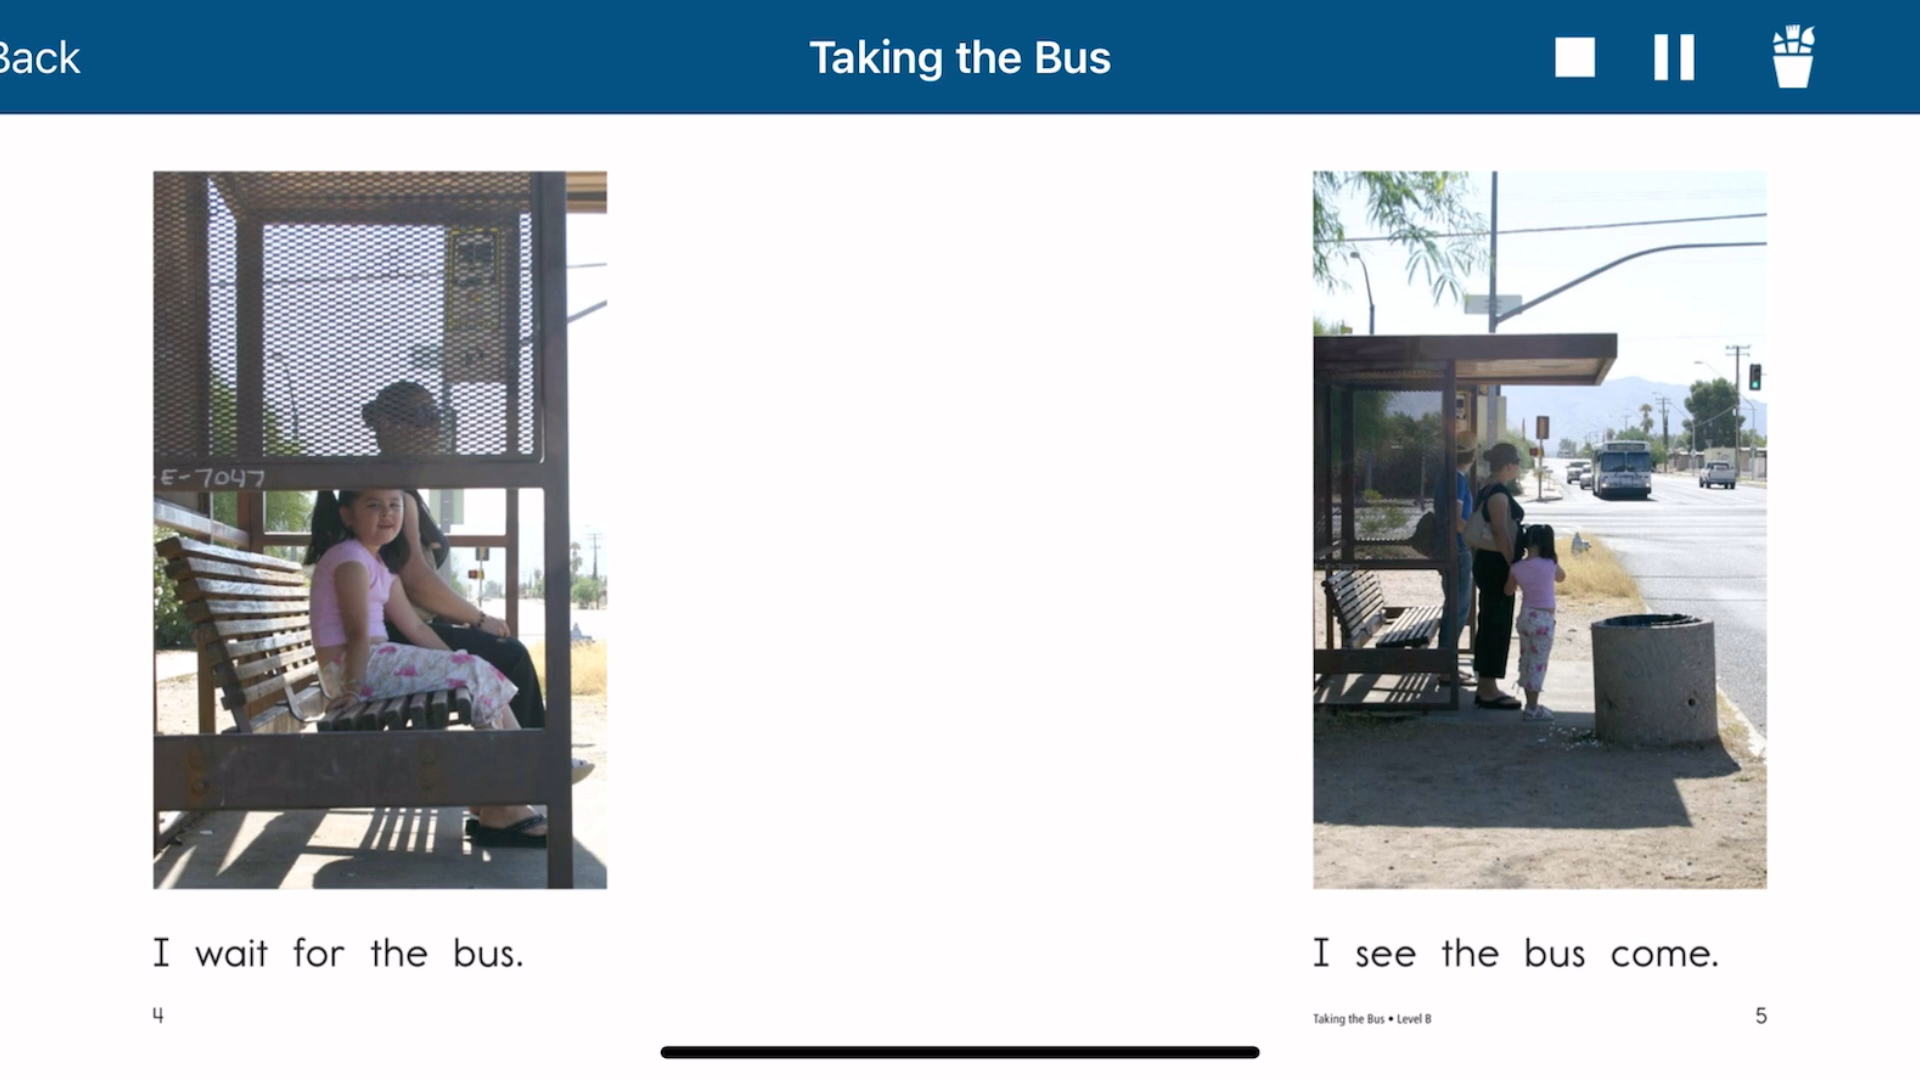 Back
Taking the Bus
E-7047
I wait for the bus.
4
I see the bus come.
Taking the Bus • Level B
5